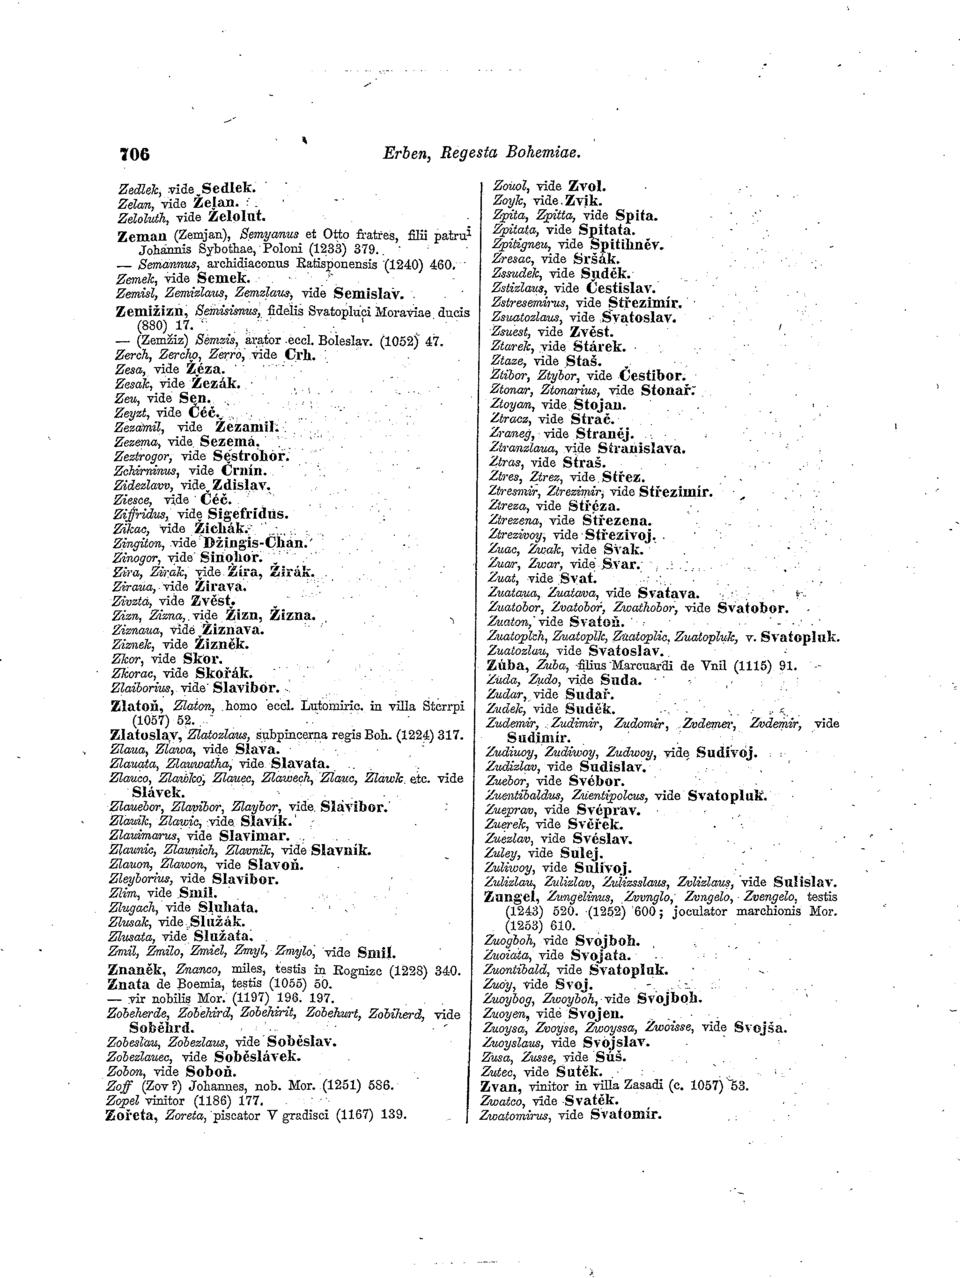 706
Erben, Regesta Bohemiae.
Zedlek, vide Sedlek.
Zelan, vide Želan.
Zeloluth, vide Želolut.
Zeman (Zemjan), Semyanus et Otto fratres, filii patrui
Johannis Sybothae, Poloni (1233) 379.
— Semannus, archidiaconus Ratisponensis (1240) 460.
Zemek, vide Semek.
Zemisl, Zemizlaus, Zemzlaus, vide Semislav.
Zemižizn, Semisismus, fidelis Svatopluci Moraviae ducis
(880) 17.
— (Zemžiz) Semzis, arator eccl. Boleslav. (1052) 47.
Zerch, Zercho, Zerro, vide Crh.
Zesa, vide Žéza.
Zesak, vide Žezák.
Zeu, vide Sen.
Zeyzt, vide Čéč.
Zezamil, vide Žezamil.
Zezema, vide Sezema.
Zeztrogor, vide Sestrohoř.
Zchirninus, vide Črnín.
Zidezlavv, vide Zdislav.
Ziesce, vide Čéč.
Ziffridus, vide Sigefridus.
Zikac, vide Žichák.
Zingiton, vide Džingis-Chán.
Zinogor, vide Sinohor.
Zira, Zirak, vide Žíra, Žirák.
Ziraua, vide Žirava.
Zivzta, vide Zvěst.
Zizn, Zizna, vide Žizn, Žizna.
Ziznaua, vide Žiznava.
Ziznek, vide Žizněk.
Zkor, vide Skor.
Zkorac, vide Skořák.
Zlaiborius, vide Slavibor.
Zlatoň, Zlaton, homo eccl. Lutomiric. in villa Sterrpi
(1057) 52.
Zlatoslav, Zlatozlaus, subpincerna regis Boh. (1224) 317.
Zlaua, Zlawa, vide Slava.
Zlauata, Zlauwatha, vide Slavata.
Zlauco, Zlawko, Zlauec, Zlawech, Zlauc, Zlawk etc. vide
Slávek.
Zlauebor, Zlavibor, Zlaybor, vide Slavibor.
Zlauik, Zlawic, vide Slavík.
Zlauimarus, vide Slavimar.
Zlaunic, Zlaunich, Zlavnik, vide Slavník.
Zlauon, Zlawon, vide Slavoň.
Zleyborius, vide Slavibor.
Zlim, vide Smil.
Zlugach, vide Sluhata.
Zlusak, vide Služák.
Zlusata, vide Služata.
Zmil, Zmilo, Zmiel, Zmyl, Zmylo, vide Smil.
Znaněk, Znanco, miles, testis in Rognizc (1228) 340.
Znata de Boemia, testis (1055) 50.
— vir nobilis Mor. (1197) 196. 197.
Zobeherde, Zobehird, Zobehirit, Zobehurt, Zobiherd, vide
Soběhrd.
Zobeslau, Zobezlaus, vide Soběslav.
Zobezlauec, vide Soběslávek.
Zobon, vide Soboň.
Zoff (Zov?) Johannes, nob. Mor. (1251) 586.
Zopel vinitor (1186) 177.
Zořeta, Zoreta, piscator V gradisci (1167) 139.
Zouol, vide Zvol.
Zoyk, vide Zvik.
Zpita, Zpitta, vide Spita.
Zpitata, vide Spitata.
Zpitigneu, vide Spitihněv.
Zresac, vide Sršák.
Zssudek, vide Suděk.
Zstizlaus, vide Čestislav.
Zstresemirus, vide Střezimír.
Zsuatozlaus, vide Svatoslav.
Zsuest, vide Zvěst.
Ztarek, vide Stárek.
Ztaze, vide Staš.
Ztibor, Ztybor, vide Čestibor.
Ztonar, Ztonarius, vide Stonař.
Ztoyan, vide Stojan.
Ztracz, vide Strač.
Zraneg, vide Straněj.
Ztranzlaua, vide Stranislava.
Ztras, vide Straš.
Ztres, Ztrez, vide Střez.
Ztresmir, Ztrezimir, vide Střezimír.
Ztreza, vide Střéza.
Ztrezena, vide Střezena.
Ztrezivoy, vide Střezivoj.
Zuac, Zwak, vide Svak.
Zuar, Zwar, vide Svar.
Zuat, vide Svat.
Zuataua, Zuatava, vide Svatava.
Zuatobor, Zvatobor, Zwathobor, vide Svatobor.
Zuaton, vide Svatoň.
Zuatoplch, Zuatoplk, Zuatoplic, Zuatopluk, v. Svatopluk.
Zuatozlau, vide Svatoslav.
Zúba, Zuba, filius Marcuardi de Vnil (1115) 91.
Zuda, Zudo, vide Suda.
Zudar, vide Sudař.
Zudek, vide Suděk.
Zudemir, Zudimir, Zudomir, Zvdemer, Zvdemir, vide
Sudimír.
Zudiuoy, Zudiwoy, Zudwoy, vide Sudivoj.
Zudizlav, vide Sudislav.
Zuebor, vide Svébor.
Zuentibaldus, Zuentipolcus, vide Svatopluk.
Zueprav, vide Svéprav.
Zuerek, vide Svěřek.
Zuezlav, vide Svéslav.
Zuley, vide Sulej.
Zuliwoy, vide Sulivoj.
Zulizlau, Zulizlav, Zulizsslaus, Zvlizlaus, vide Sulislav.
Zungel, Zungelinus, Zvvnglo, Zvngelo, Zvengelo, testis
(1243) 520. (1252) 600; joculator marchionis Mor.
(1253) 610.
Zuogboh, vide Svojboh.
Zuoiata, vide Svojata.
Zuontibald, vide Svatopluk.
Zuoy, vide Svoj.
Zuoybog, Zwoyboh, vide Svojboh.
Zuoyen, vide Svojen.
Zuoysa, Zvoyse, Zwoyssa, Zwoisse, vide Svojša.
Zuoyslaus, vide Svojslav.
Zusa, Zusse, vide Suš.
Zutec, vide Sutěk.
Zvan, vinitor in villa Zasadi (c. 1057) 53.
Zwatco, vide Svatěk.
Zwatomirus, vide Svatomír.